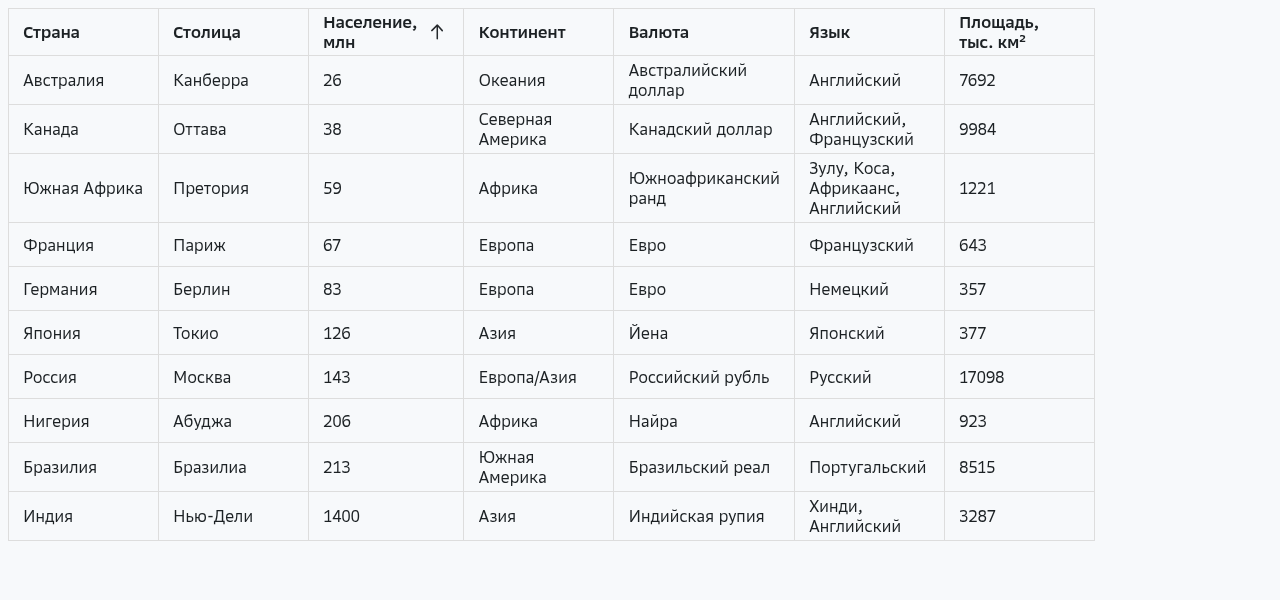 Страна Столица Население, млн Континент Валюта Язык Площадь, тыс. км²
Австралия Канберра 26 Океания Австралийский доллар Английский 7692
Канада Оттава 38 Северная Америка Канадский доллар Английский, Французский 9984
Южная Африка Претория 59 Африка Южноафриканский ранд Зулу, Коса, Африкаанс, Английский 1221
Франция Париж 67 Европа Евро Французский 643
Германия Берлин 83 Европа Евро Немецкий 357
Япония Токио 126 Азия Йена Японский 377
Россия Москва 143 Европа/Азия Российский рубль Русский 17098
Нигерия Абуджа 206 Африка Найра Английский 923
Бразилия Бразилиа 213 Южная Америка Бразильский реал Португальский 8515
Индия Нью-Дели 1400 Азия Индийская рупия Хинди, Английский 3287